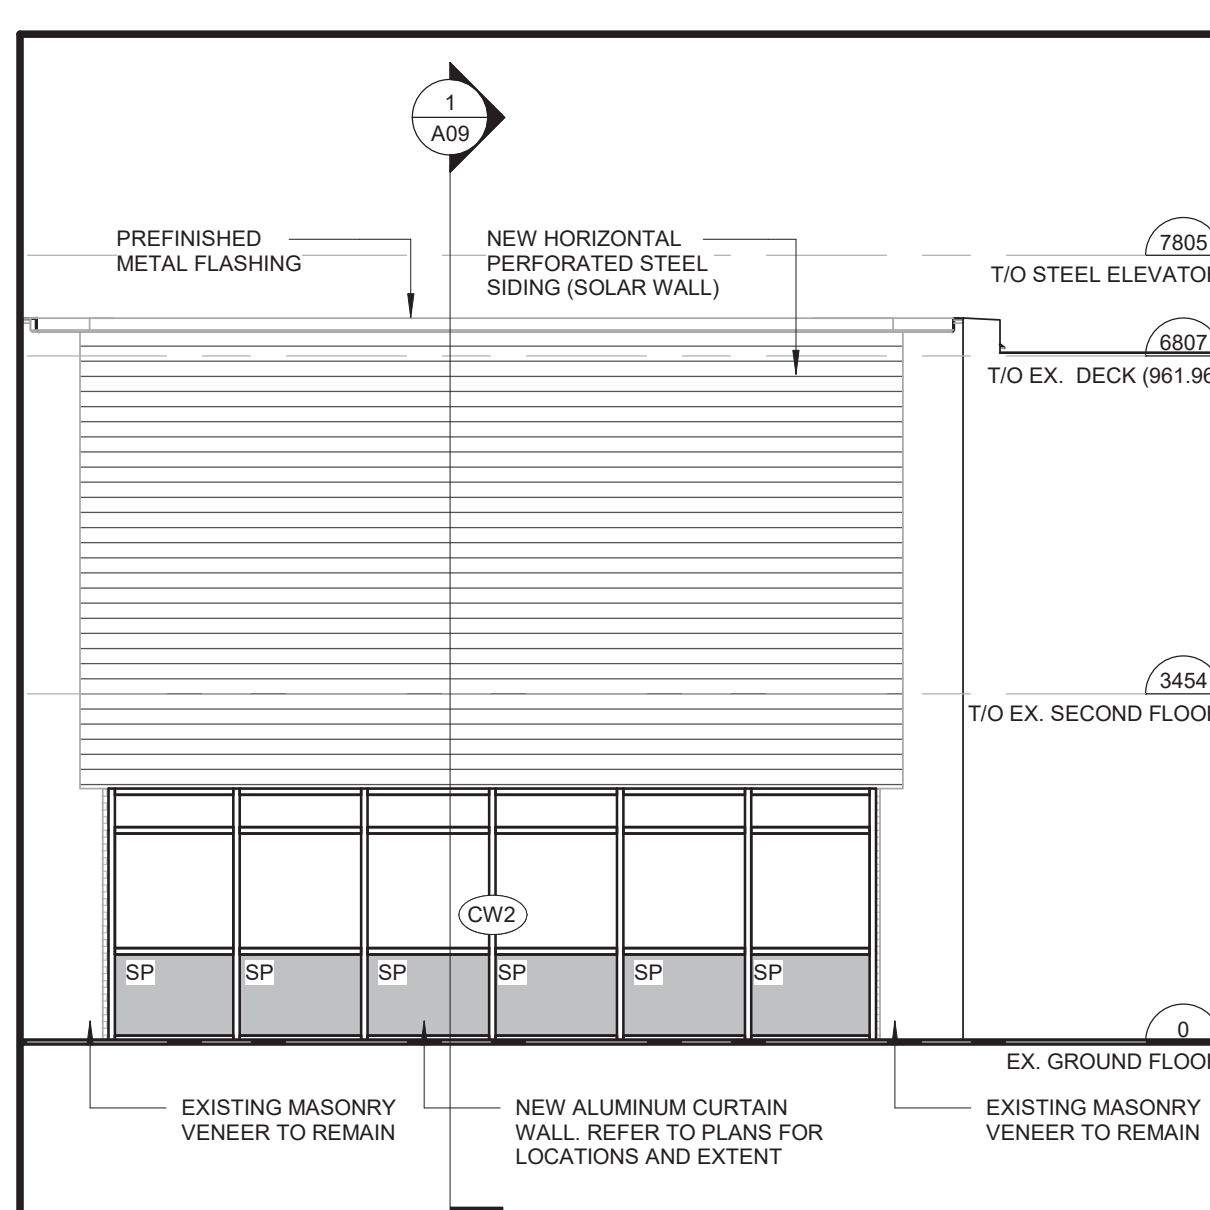 1
A09
PREFINISHED
METAL FLASHING
NEW HORIZONTAL
PERFORATED STEEL
SIDING (SOLAR WALL)
7805
T/O STEEL ELEVATOR
6807
T/O EX. DECK (961.96
3454
T/O EX. SECOND FLOOR
CW2
SP SP SP SP SP SP
0
EX. GROUND FLOOR
EXISTING MASONRY
VENEER TO REMAIN
NEW ALUMINUM CURTAIN
WALL. REFER TO PLANS FOR
LOCATIONS AND EXTENT
EXISTING MASONRY
VENEER TO REMAIN